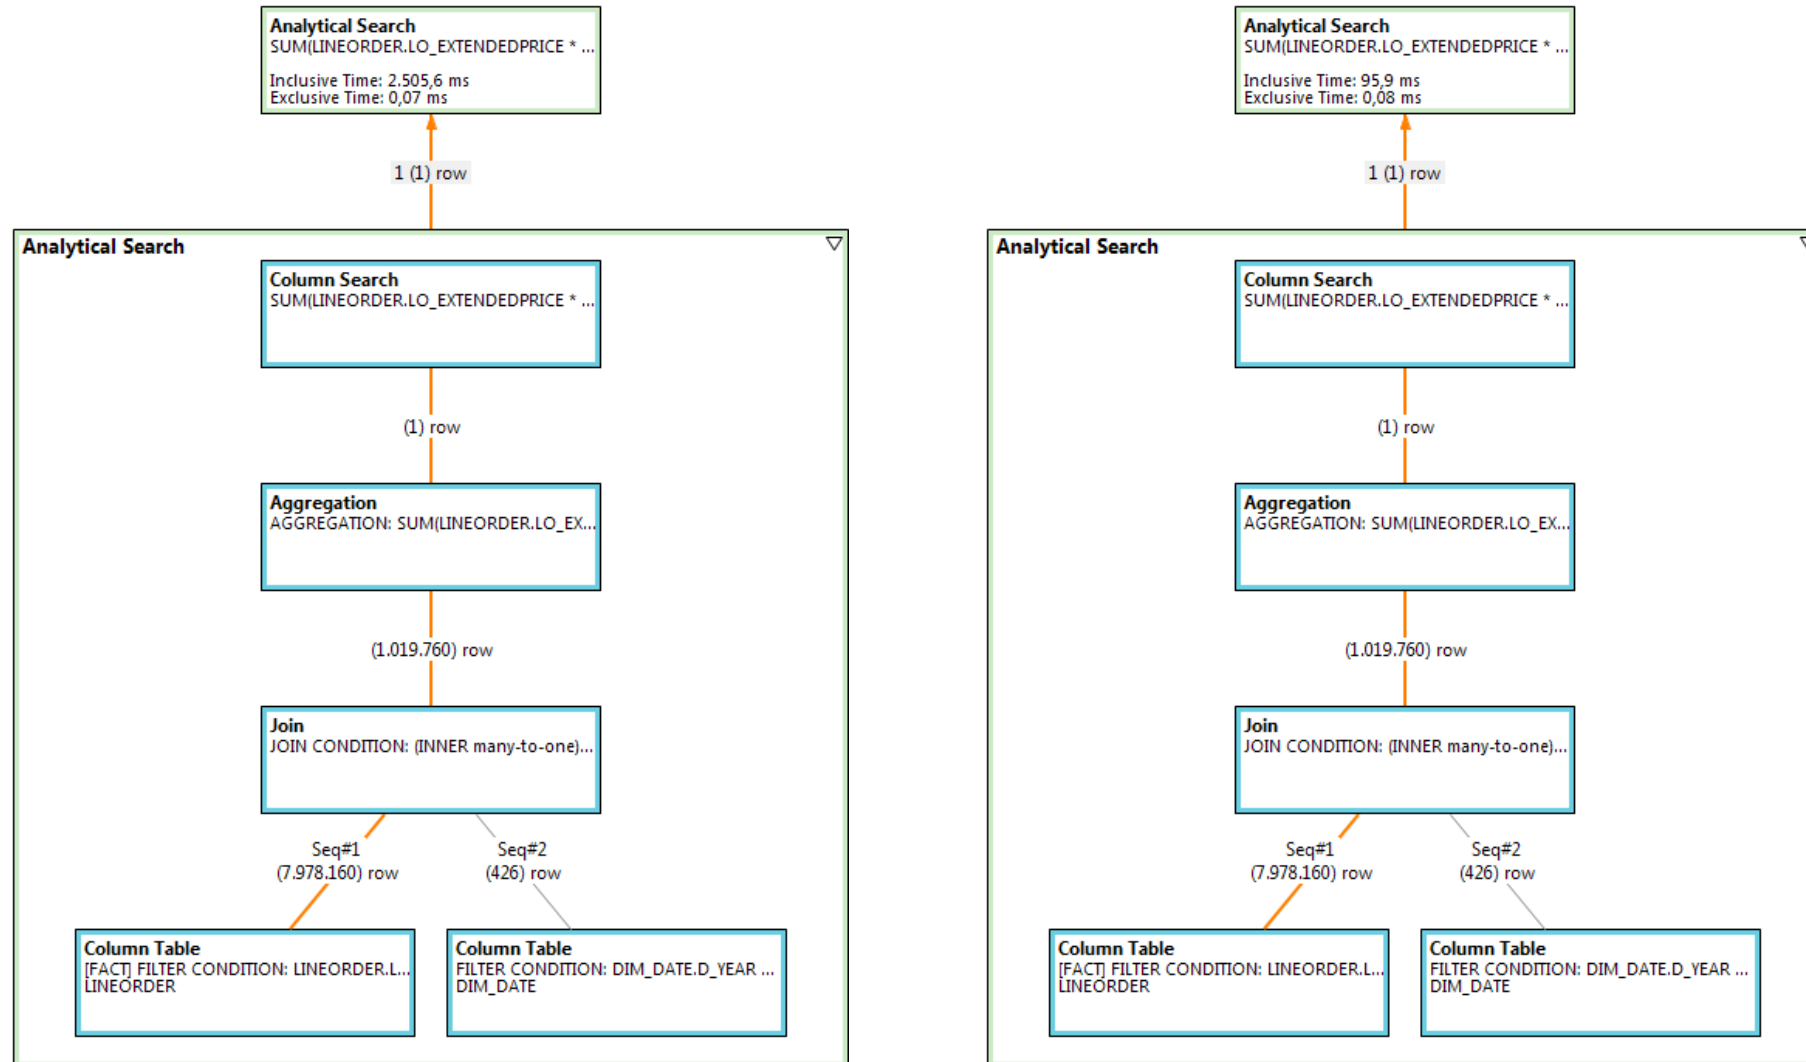 Analytical Search
SUM(LINEORDER.LO_EXTENDEDPRICE * ...
Inclusive Time: 2.505,6 ms
Exclusive Time: 0,07 ms
1 (1) row
Analytical Search
Column Search
SUM(LINEORDER.LO_EXTENDEDPRICE * ...
(1) row
Aggregation
AGGREGATION: SUM(LINEORDER.LO_EX...
(1.019.760) row
Join
JOIN CONDITION: (INNER many-to-one)...
Seq#1
(7.978.160) row
Seq#2
(426) row
Column Table
[FACT] FILTER CONDITION: LINEORDER.L...
LINEORDER
Column Table
FILTER CONDITION: DIM_DATE.D_YEAR ...
DIM_DATE
Analytical Search
SUM(LINEORDER.LO_EXTENDEDPRICE * ...
Inclusive Time: 95,9 ms
Exclusive Time: 0,08 ms
1 (1) row
Analytical Search
Column Search
SUM(LINEORDER.LO_EXTENDEDPRICE * ...
(1) row
Aggregation
AGGREGATION: SUM(LINEORDER.LO_EX...
(1.019.760) row
Join
JOIN CONDITION: (INNER many-to-one)...
Seq#1
(7.978.160) row
Seq#2
(426) row
Column Table
[FACT] FILTER CONDITION: LINEORDER.L...
LINEORDER
Column Table
FILTER CONDITION: DIM_DATE.D_YEAR ...
DIM_DATE